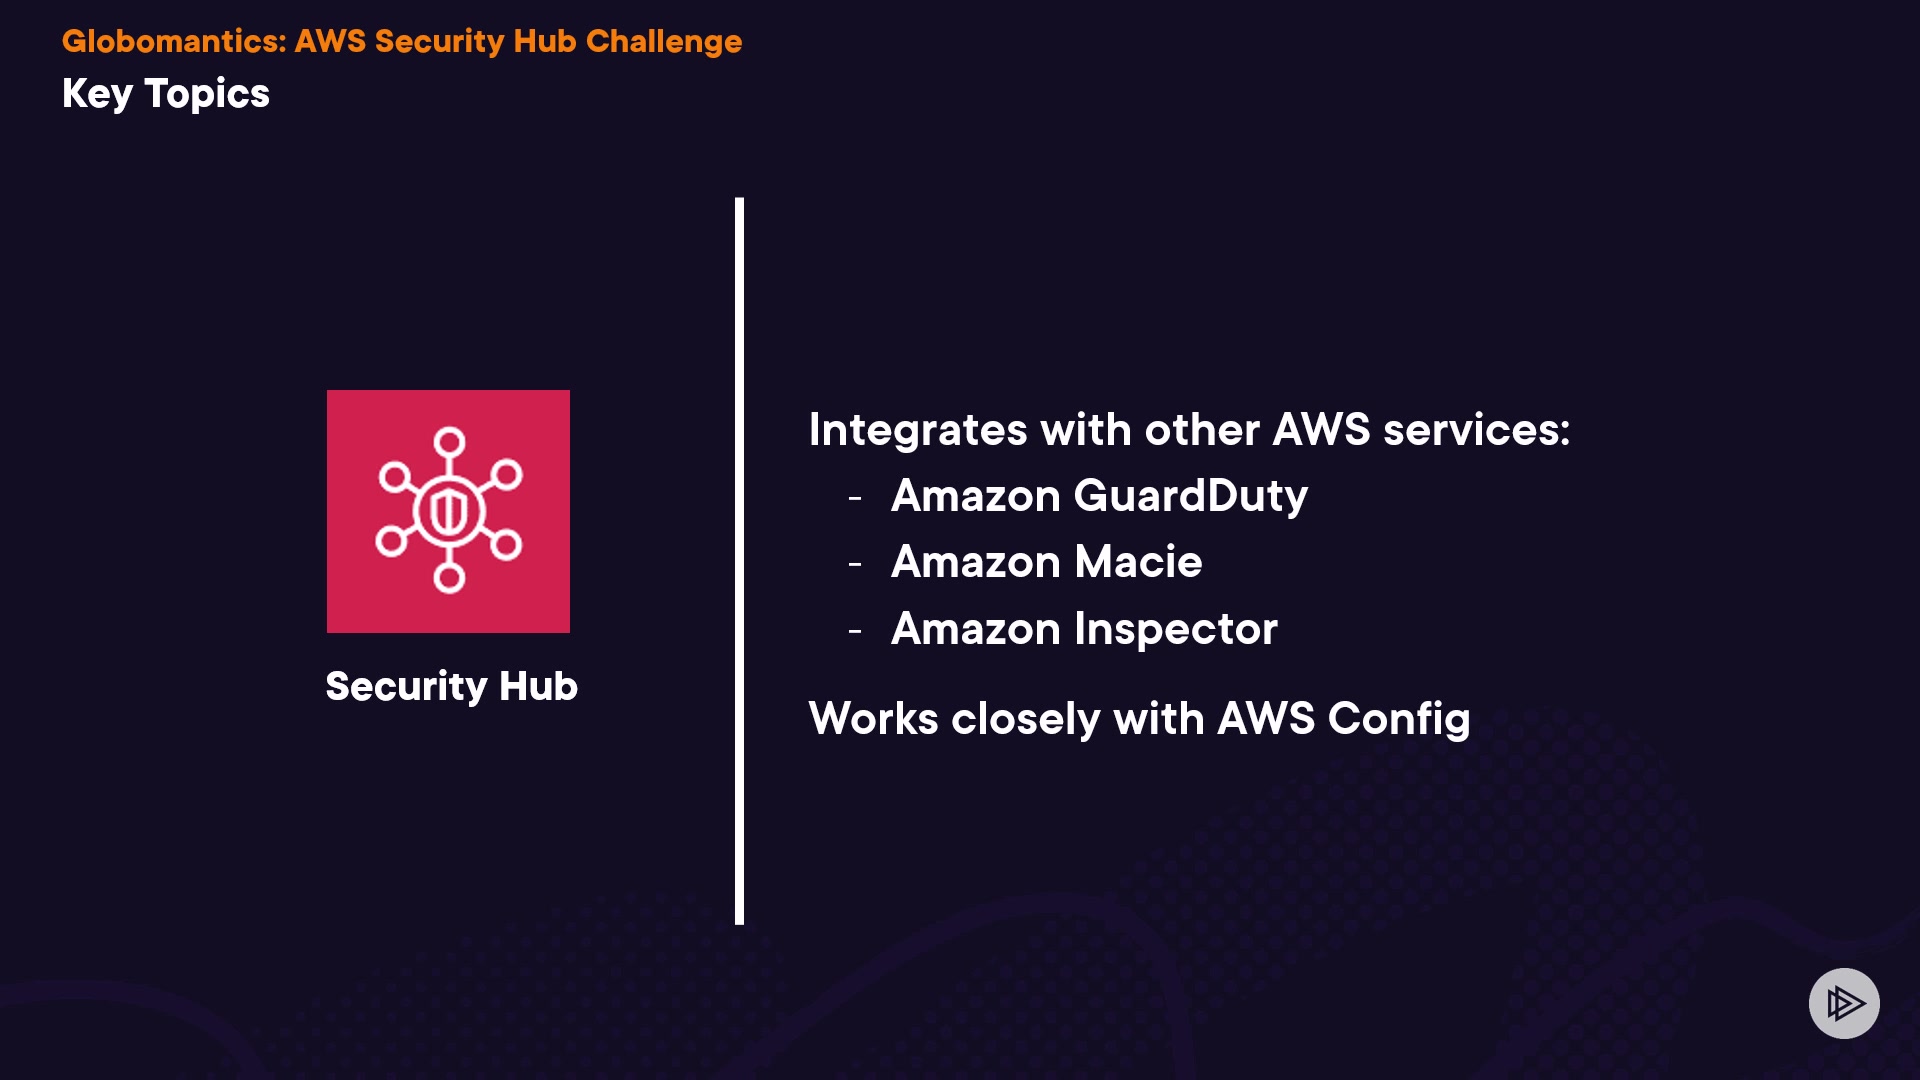 Globomantics: AWS Security Hub Challenge
Key Topics
Security Hub
Integrates with other AWS services:
- Amazon GuardDuty
- Amazon Macie
- Amazon Inspector
Works closely with AWS Config